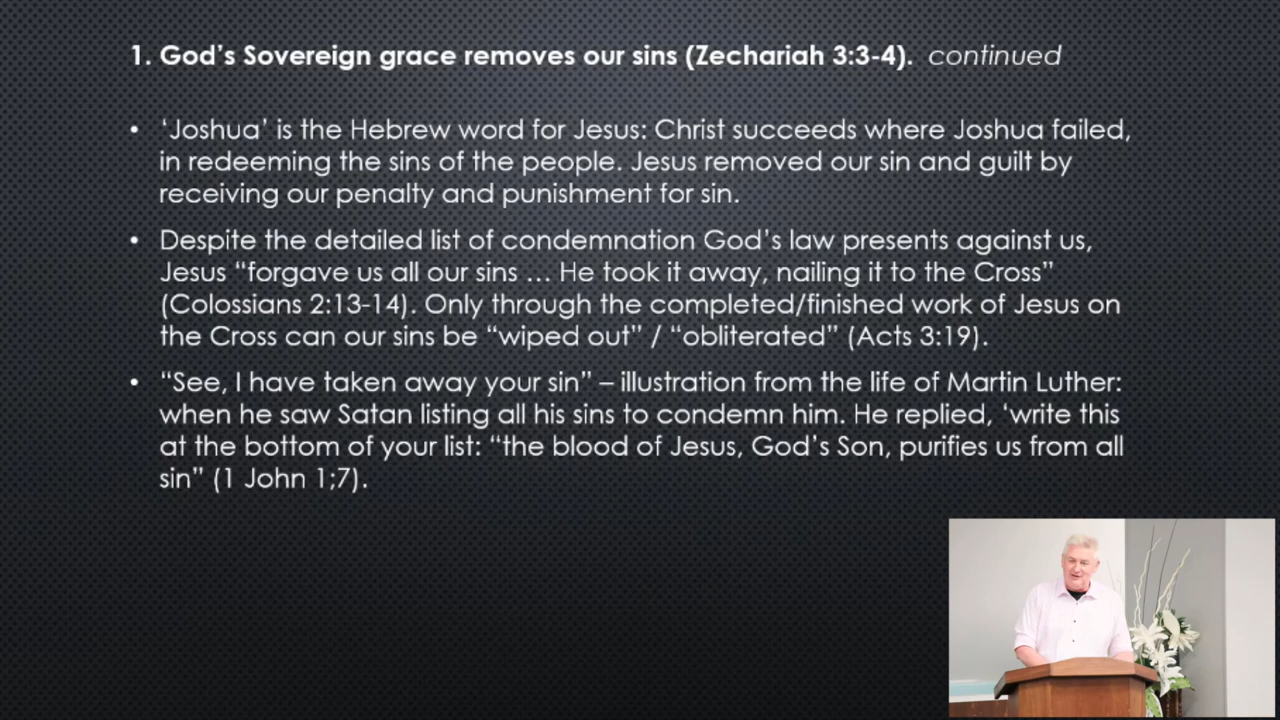 1. God’s Sovereign grace removes our sins (Zechariah 3:3-4). continued
• ‘Joshua’ is the Hebrew word for Jesus: Christ succeeds where Joshua failed,
in redeeming the sins of the people. Jesus removed our sin and guilt by
receiving our penalty and punishment for sin.
• Despite the detailed list of condemnation God’s law presents against us,
Jesus “forgave us all our sins … He took it away, nailing it to the Cross”
(Colossians 2:13-14). Only through the completed/finished work of Jesus on
the Cross can our sins be “wiped out” / “obliterated” (Acts 3:19).
• “See, I have taken away your sin” – illustration from the life of Martin Luther:
when he saw Satan listing all his sins to condemn him. He replied, ‘write this
at the bottom of your list: “the blood of Jesus, God’s Son, purifies us from all
sin” (1 John 1;7).